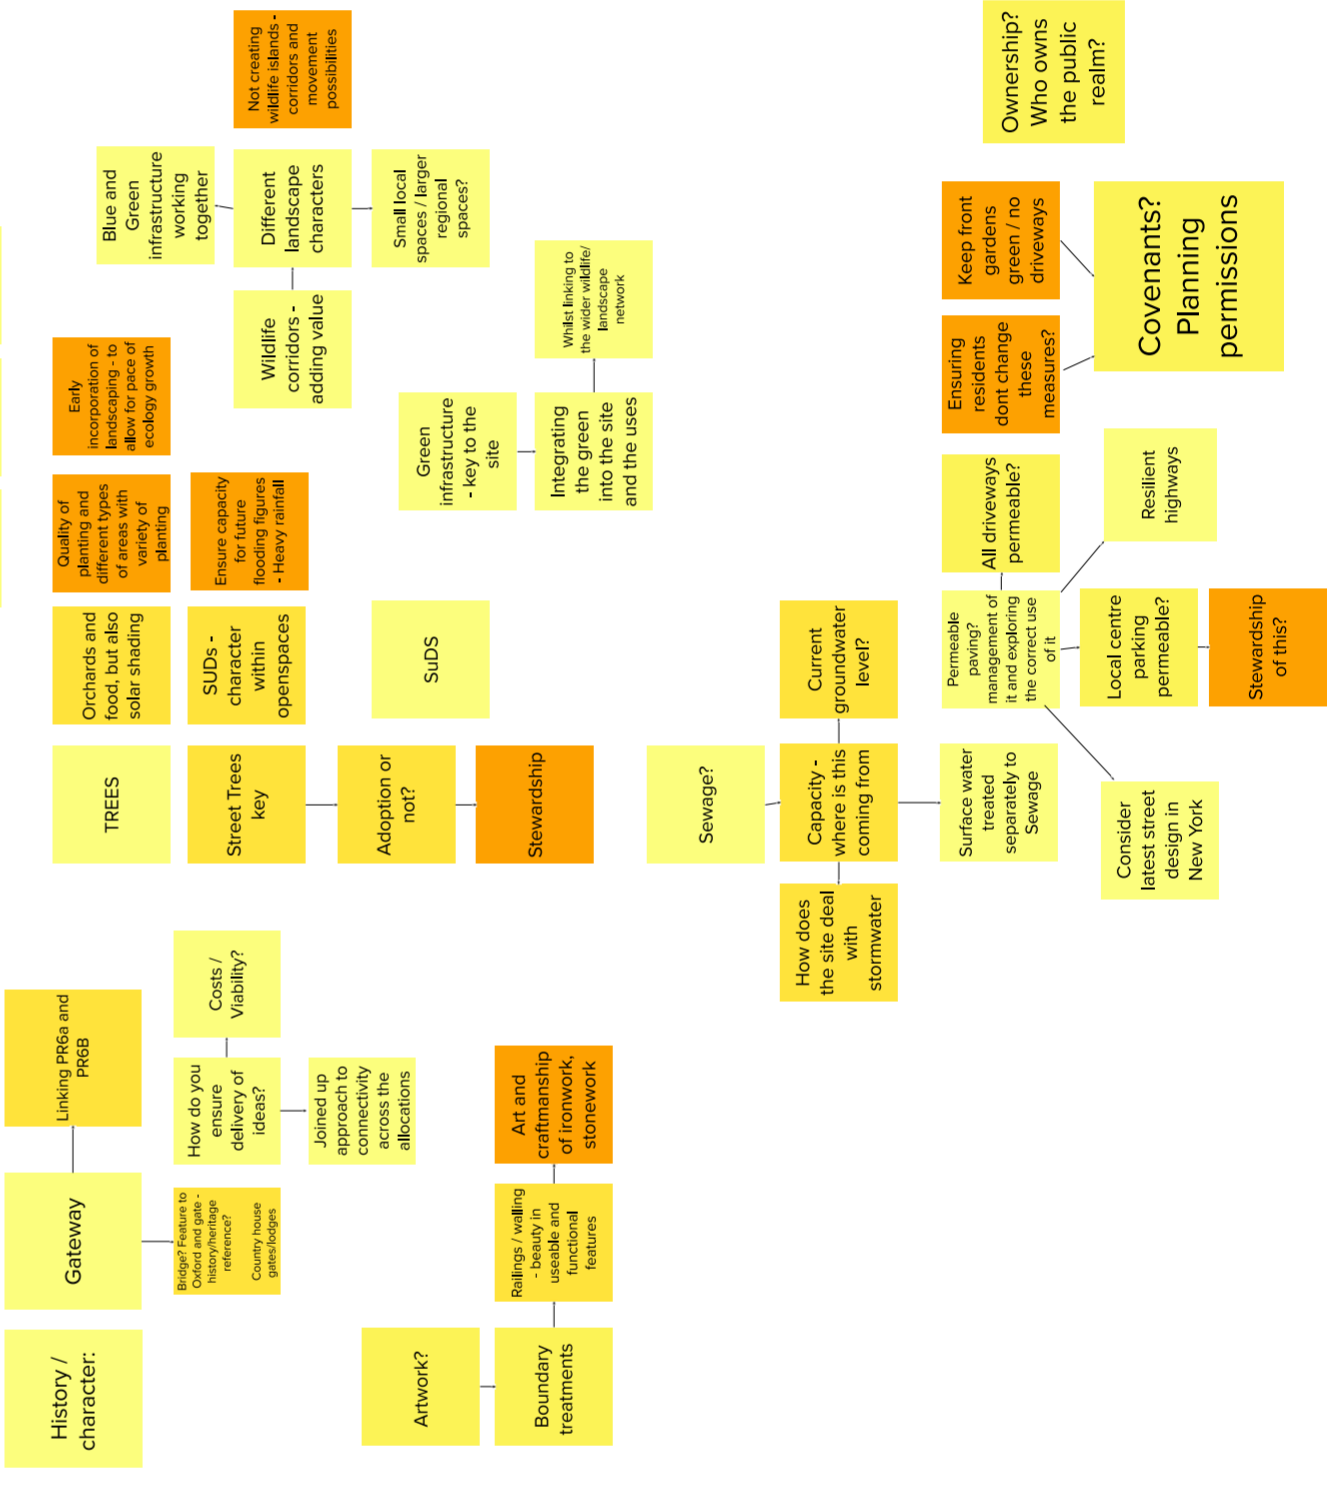 History /
character:
Gateway
Linking PR6a and
PR6B
Bridge? Feature to
Oxford and gate -
history/heritage
reference?
Country house
gates/lodges
How do you
ensure
delivery of
ideas?
Costs /
Viability?
Joined up
approach to
connectivity
across the
allocations
Artwork?
Boundary
treatments
Railings / walling
- beauty in
useable and
functional
features
Art and
craftmanship
of ironwork,
stonework
TREES
Orchards and
food, but also
solar shading
Quality of
planting and
different types
of areas with
variety of
planting
Early
incorporation of
landscaping - to
allow for pace of
ecology growth
Street Trees
key
SUDs -
character
within
openspaces
Ensure capacity
for future
flooding figures
- Heavy rainfall
Adoption or
not?
Stewardship
SuDS
Blue and
Green
infrastructure
working
together
Wildlife
corridors -
adding value
Different
landscape
characters
Not creating
wildlife islands -
corridors and
movement
possibilities
Small local
spaces / larger
regional
spaces?
Green
infrastructure
- key to the
site
Integrating
the green
into the site
and the uses
Whilst linking to
the wider wildlife/
landscape
network
Sewage?
How does
the site deal
with
stormwater
Capacity -
where is this
coming from
Current
groundwater
level?
Surface water
treated
separately to
Sewage
Permeable
paving?
management of
it and exploring
the correct use
of it
All driveways
permeable?
Consider
latest street
design in
New York
Local centre
parking
permeable?
Resilient
highways
Stewardship
of this?
Ensuring
residents
dont change
these
measures?
Keep front
gardens
green / no
driveways
Covenants?
Planning
permissions
Ownership?
Who owns
the public
realm?